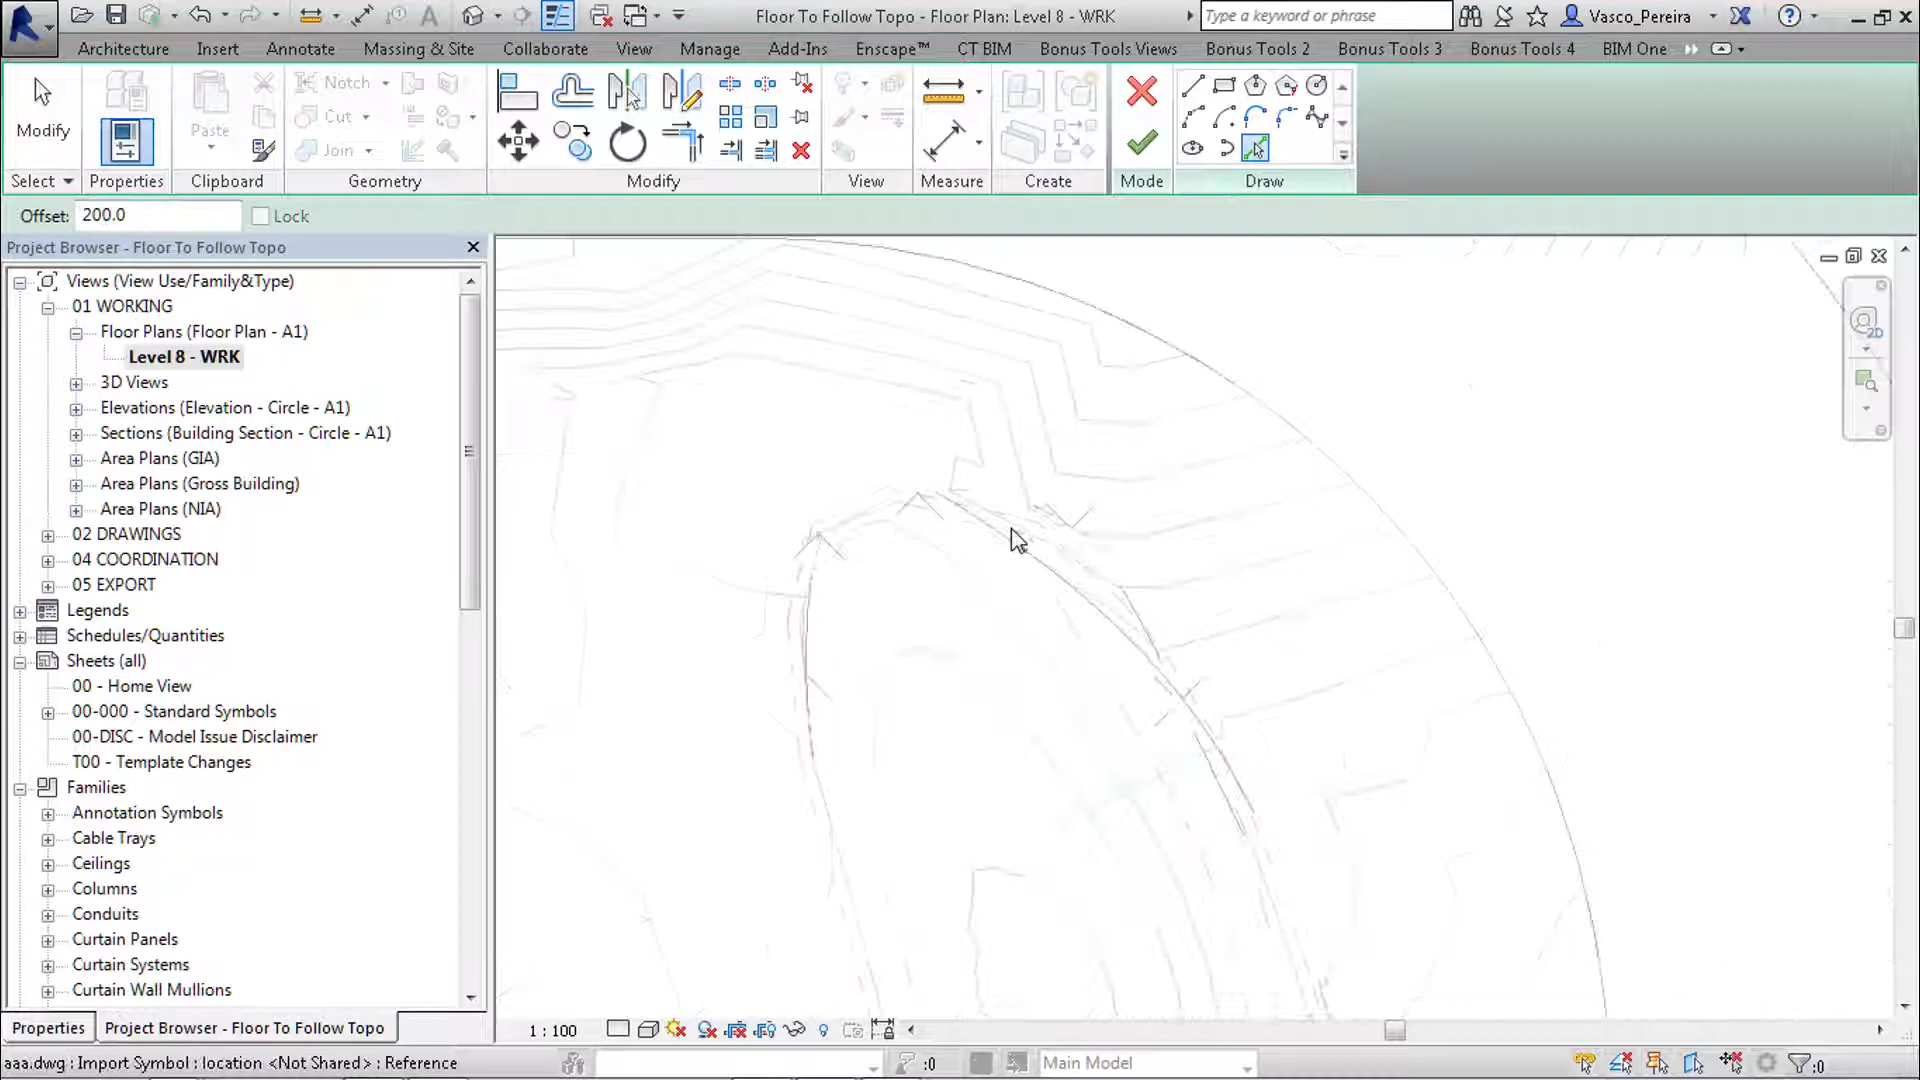 Floor To Follow Topo - Floor Plan: Level 8 - WRK
Type a keyword or phrase
Vasco_Pereira
Architecture Insert Annotate Massing & Site Collaborate View Manage Add-Ins Enscape™ CT BIM Bonus Tools Views Bonus Tools 2 Bonus Tools 3 Bonus Tools 4 BIM One
Modify
Paste
Notch
Cut
Join
Select Properties Clipboard Geometry Modify View Measure Create Mode Draw
Offset: 200.0 Lock
Project Browser - Floor To Follow Topo
Views (View Use/Family&Type)
01 WORKING
Floor Plans (Floor Plan - A1)
Level 8 - WRK
3D Views
Elevations (Elevation - Circle - A1)
Sections (Building Section - Circle - A1)
Area Plans (GIA)
Area Plans (Gross Building)
Area Plans (NIA)
02 DRAWINGS
04 COORDINATION
05 EXPORT
Legends
Schedules/Quantities
Sheets (all)
00 - Home View
00-000 - Standard Symbols
00-DISC - Model Issue Disclaimer
T00 - Template Changes
Families
Annotation Symbols
Cable Trays
Ceilings
Columns
Conduits
Curtain Panels
Curtain Systems
Curtain Wall Mullions
2D
Properties Project Browser - Floor To Follow Topo
1 : 100
aaa.dwg : Import Symbol : location <Not Shared> : Reference
:0
Main Model
:0